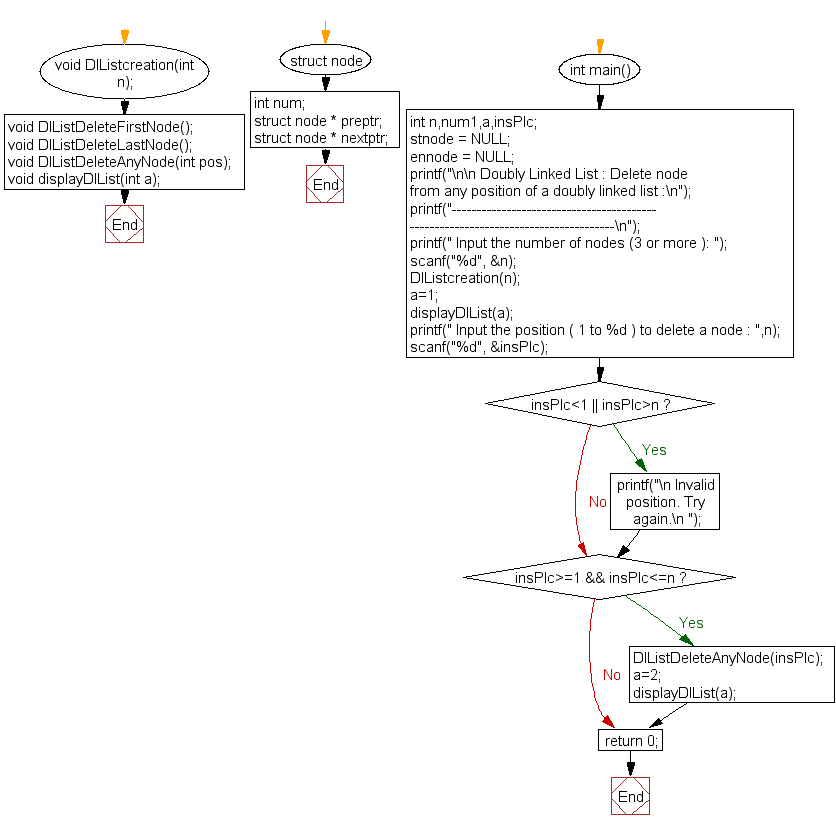 void DlListcreation(int
n);
void DlListDeleteFirstNode();
void DlListDeleteLastNode();
void DlListDeleteAnyNode(int pos);
void displayDlList(int a);
End
struct node
int num;
struct node * preptr;
struct node * nextptr;
End
int main()
int n,num1,a,insPlc;
stnode = NULL;
ennode = NULL;
printf("\n\n Doubly Linked List : Delete node
from any position of a doubly linked list :\n");
printf("-----------------------------------------
-----------------------------------------\n");
printf(" Input the number of nodes (3 or more ): ");
scanf("%d", &n);
DlListcreation(n);
a=1;
displayDlList(a);
printf(" Input the position ( 1 to %d ) to delete a node : ",n);
scanf("%d", &insPlc);
insPlc<1 || insPlc>n ?
Yes
No
printf("\n Invalid
position. Try
again.\n ");
insPlc>=1 && insPlc<=n ?
Yes
No
DlListDeleteAnyNode(insPlc);
a=2;
displayDlList(a);
return 0;
End